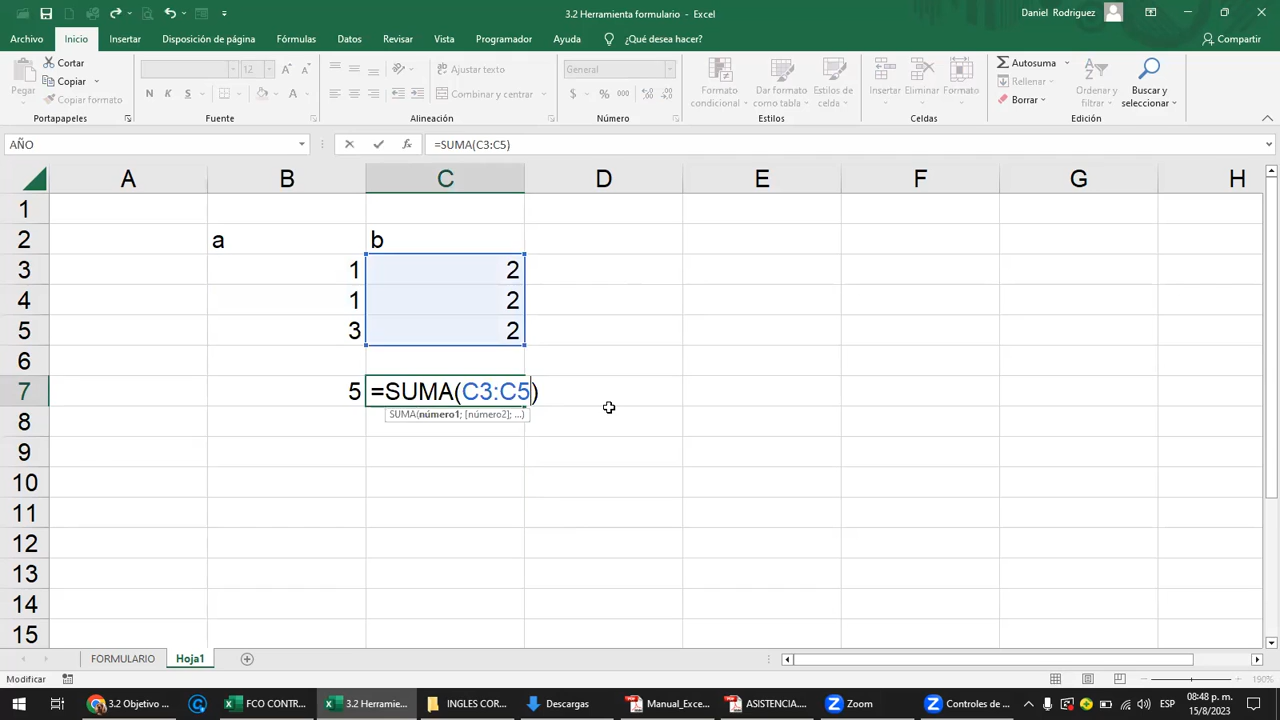 3.2 Herramienta formulario - Excel
Daniel Rodriguez
Archivo Inicio Insertar Disposición de página Fórmulas Datos Revisar Vista Programador Ayuda ¿Qué desea hacer? Compartir
Pegar
Cortar
Copiar
Copiar formato
Portapapeles
12
N K S
Fuente
Ajustar texto
Combinar y centrar
Alineación
General
$ % 000
Número
Formato condicional
Dar formato como tabla
Estilos de celda
Estilos
Insertar Eliminar Formato
Celdas
Autosuma
Rellenar
Borrar
Ordenar y filtrar
Buscar y seleccionar
Edición
AÑO
fx
=SUMA(C3:C5)
A B C D E F G H
1
2 a b
3 1 2
4 1 2
5 3 2
6
7 5 =SUMA(C3:C5)
SUMA(número1; [número2]; ...)
8
9
10
11
12
13
14
15
FORMULARIO Hoja1
Modificar
190%
3.2 Objetivo ...
FCO CONTR...
3.2 Herramie...
INGLES COR...
Descargas
Manual_Exce...
ASISTENCIA....
Zoom
Controles de ...
ESP
08:48 p. m.
15/8/2023